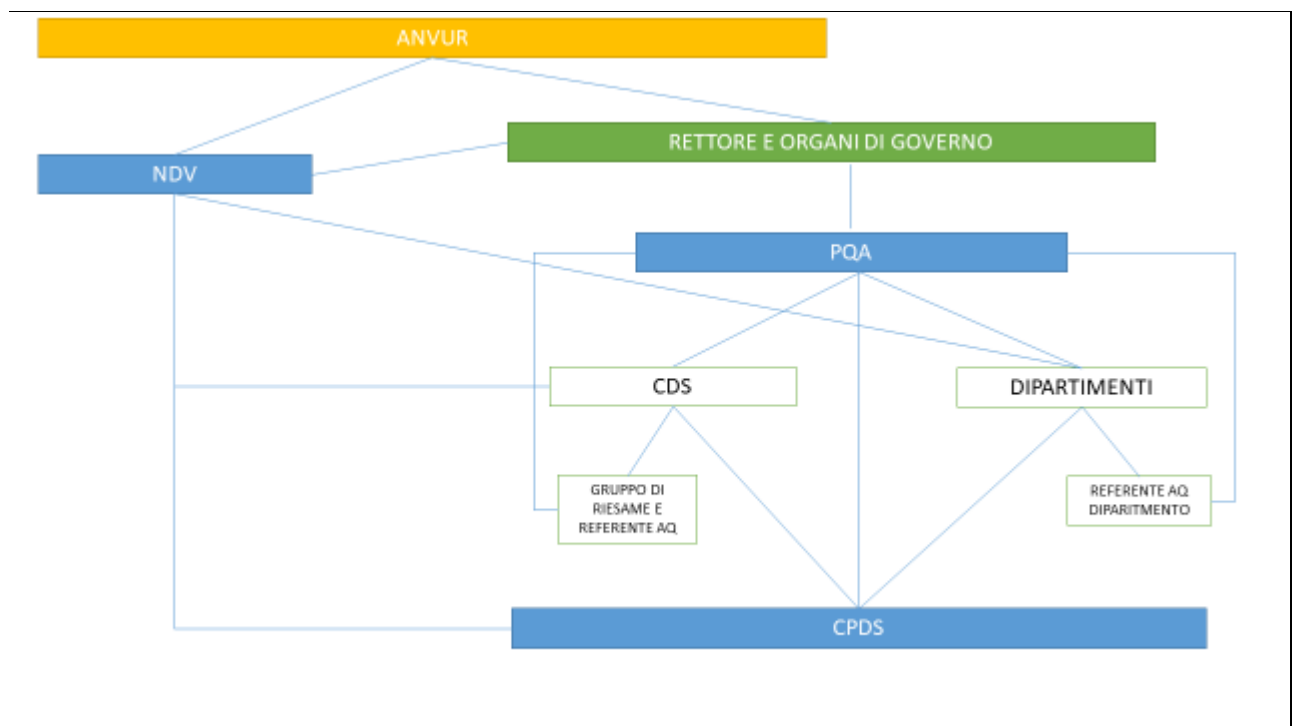 ANVUR
RETTORE E ORGANI DI GOVERNO
NDV
PQA
CDS
DIPARTIMENTI
GRUPPO DI
RIESAME E
REFERENTE AQ
REFERENTE AQ
DIPARITMENTO
CPDS